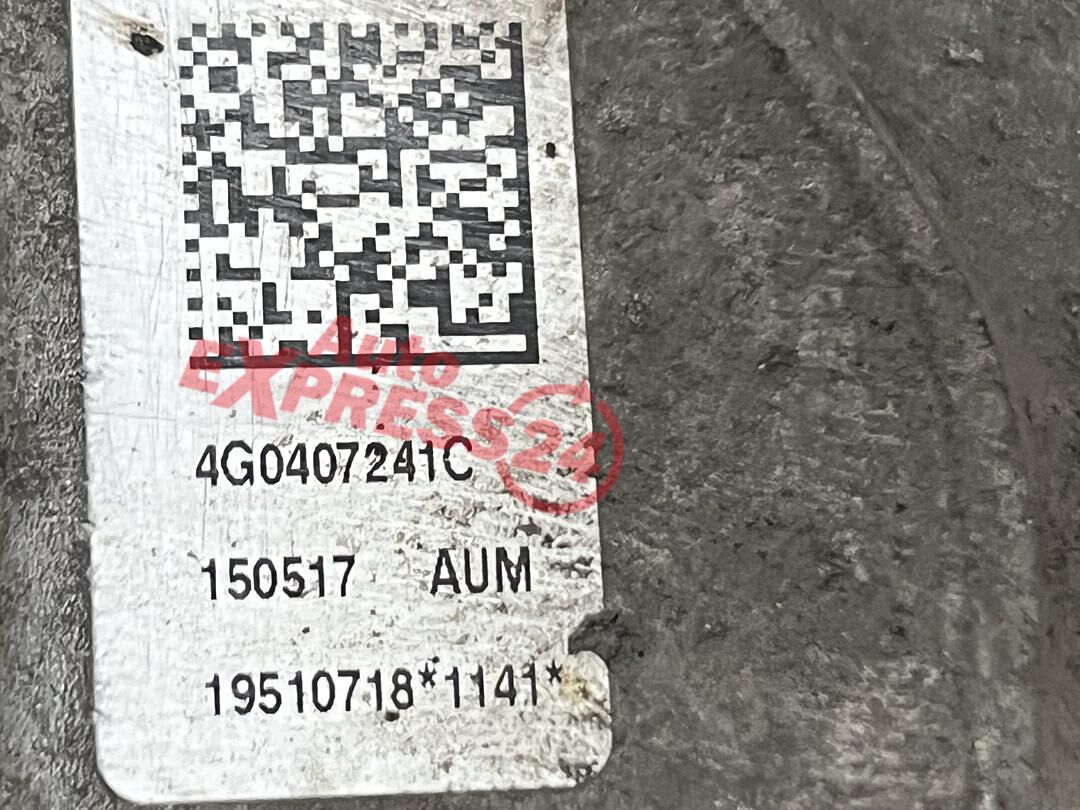 Auto
EXPRESS24
4G0407241C
150517 AUM
19510718*1141*